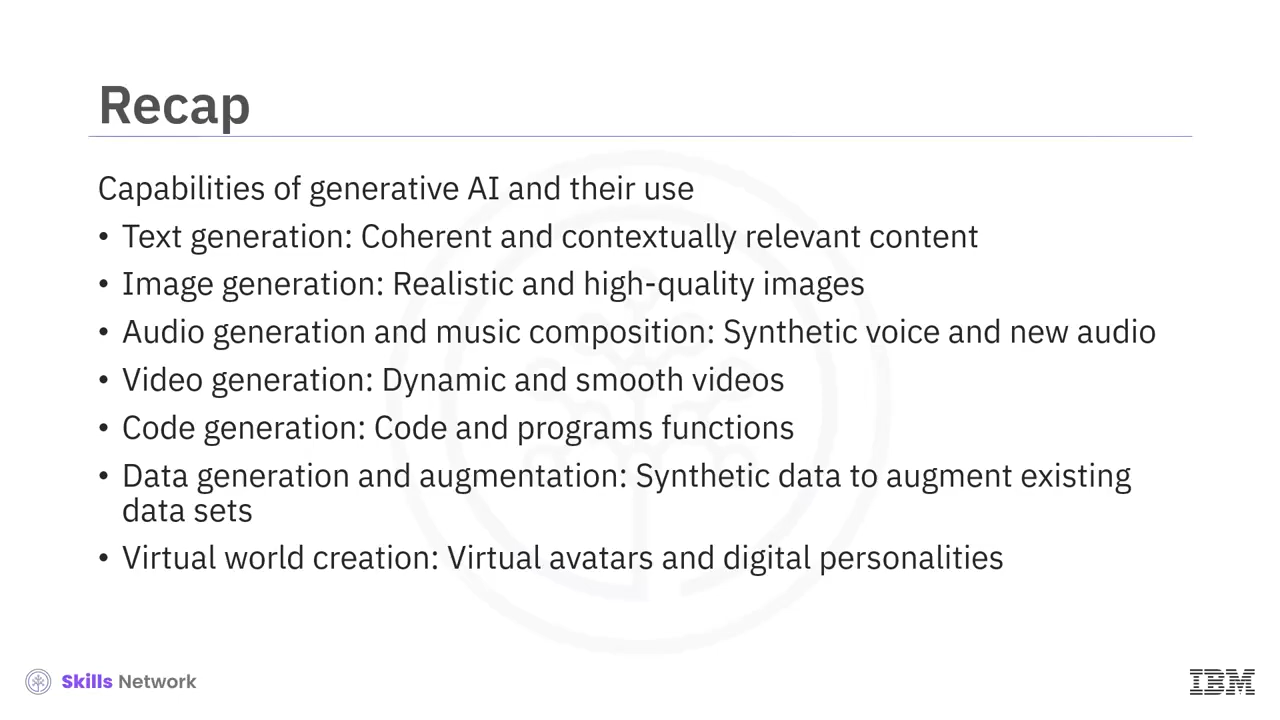 Recap
Capabilities of generative AI and their use
• Text generation: Coherent and contextually relevant content
• Image generation: Realistic and high-quality images
• Audio generation and music composition: Synthetic voice and new audio
• Video generation: Dynamic and smooth videos
• Code generation: Code and programs functions
• Data generation and augmentation: Synthetic data to augment existing
data sets
• Virtual world creation: Virtual avatars and digital personalities
Skills Network
IBM